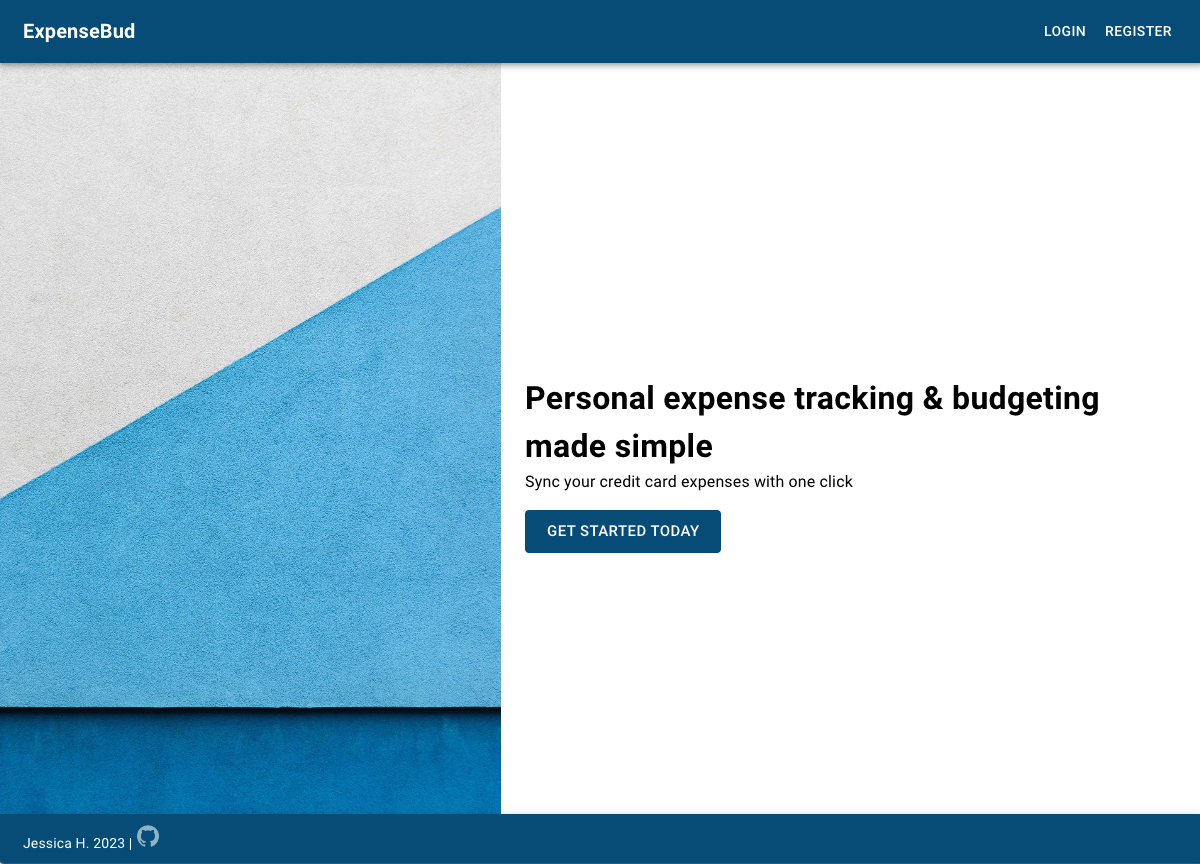 ExpenseBud
LOGIN REGISTER
Personal expense tracking & budgeting
made simple
Sync your credit card expenses with one click
GET STARTED TODAY
Jessica H. 2023 |